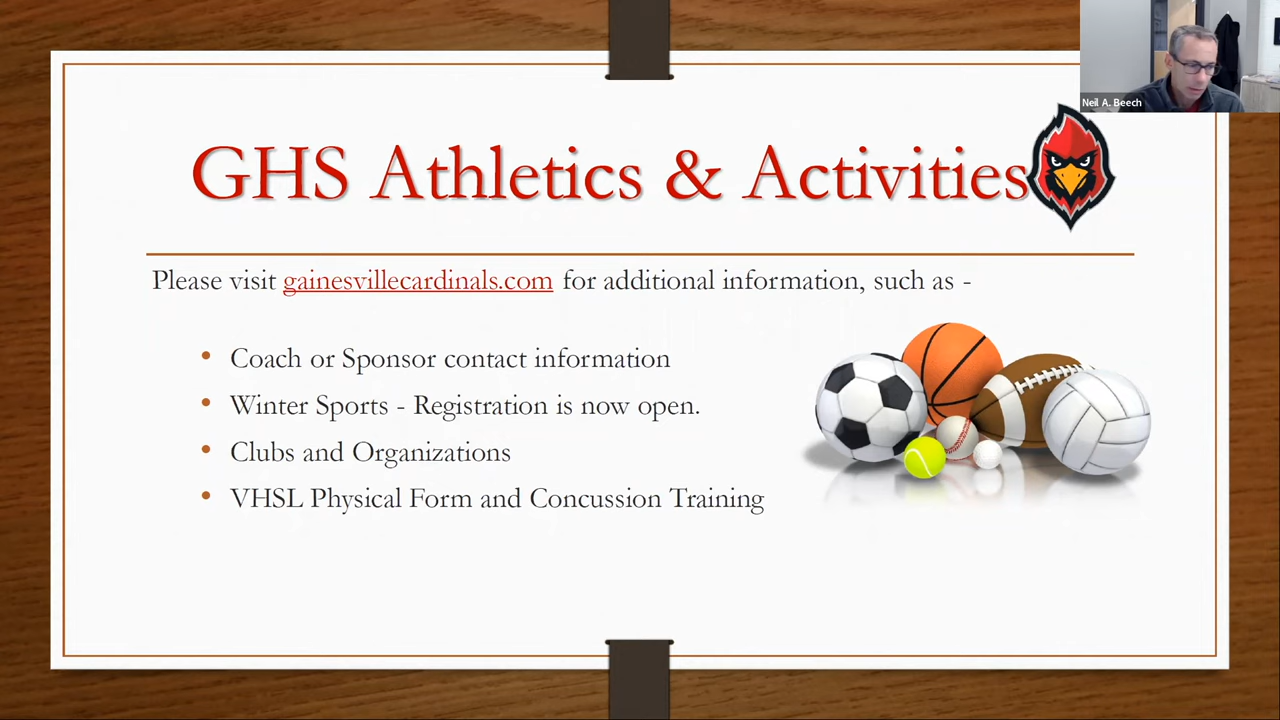 Neil A. Beech
GHS Athletics & Activities
Please visit gainesvillecardinals.com for additional information, such as -
• Coach or Sponsor contact information
• Winter Sports - Registration is now open.
• Clubs and Organizations
• VHSL Physical Form and Concussion Training